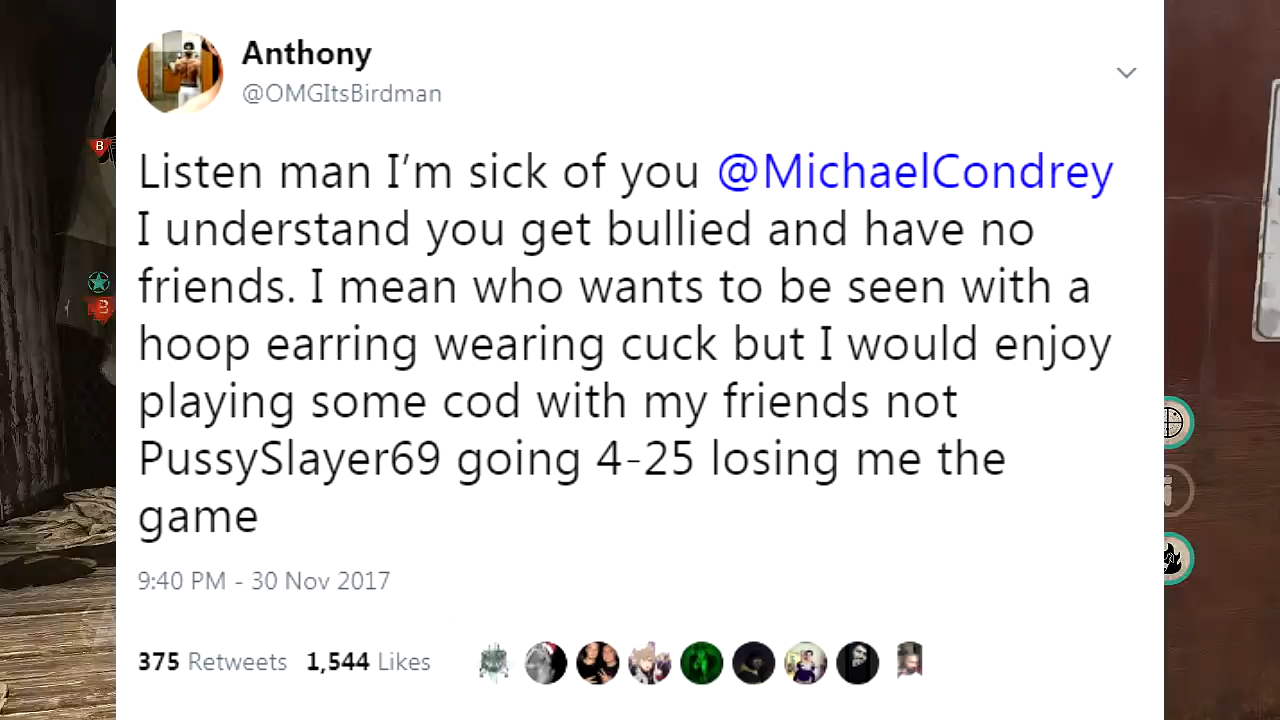 Anthony
@OMGItsBirdman
Listen man I’m sick of you @MichaelCondrey
I understand you get bullied and have no
friends. I mean who wants to be seen with a
hoop earring wearing cuck but I would enjoy
playing some cod with my friends not
PussySlayer69 going 4-25 losing me the
game
9:40 PM - 30 Nov 2017
375 Retweets 1,544 Likes
B
B